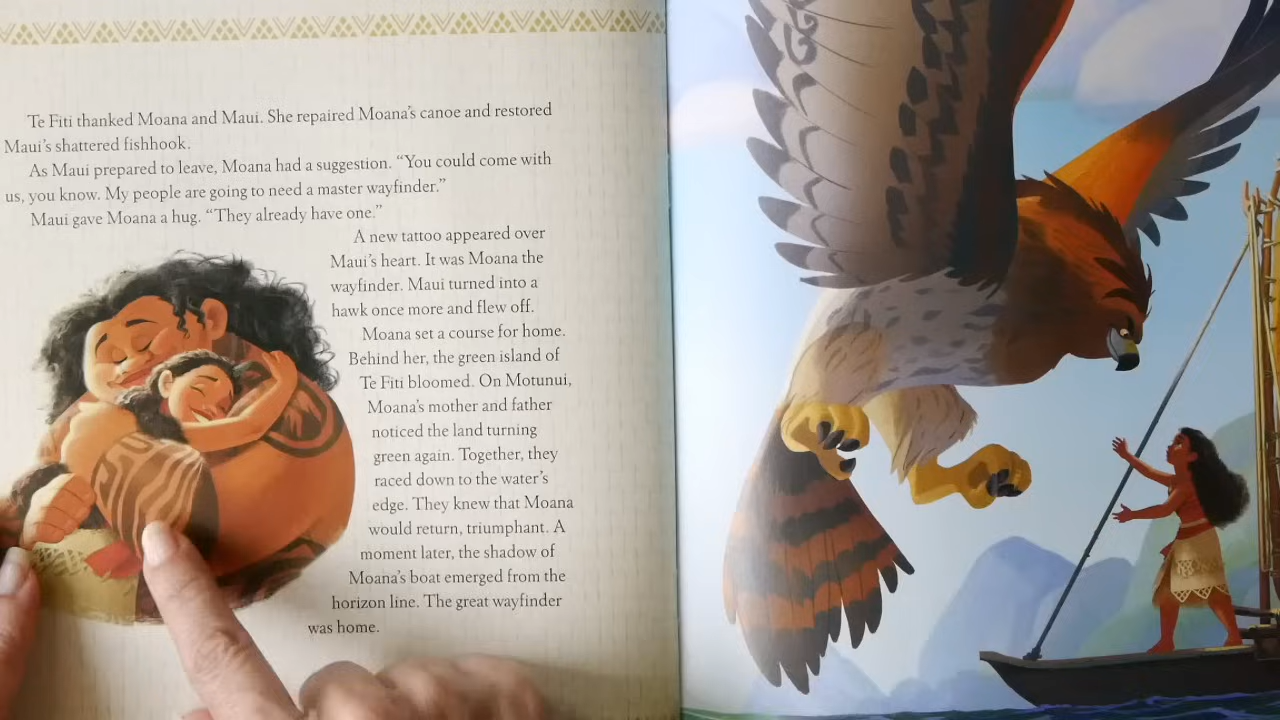 Te Fiti thanked Moana and Maui. She repaired Moana's canoe and restored
Maui's shattered fishhook.
As Maui prepared to leave, Moana had a suggestion. “You could come with
us, you know. My people are going to need a master wayfinder.”
Maui gave Moana a hug. “They already have one.”
A new tattoo appeared over
Maui's heart. It was Moana the
wayfinder. Maui turned into a
hawk once more and flew off.
Moana set a course for home.
Behind her, the green island of
Te Fiti bloomed. On Motunui,
Moana's mother and father
noticed the land turning
green again. Together, they
raced down to the water's
edge. They knew that Moana
would return, triumphant. A
moment later, the shadow of
Moana's boat emerged from the
horizon line. The great wayfinder
was home.